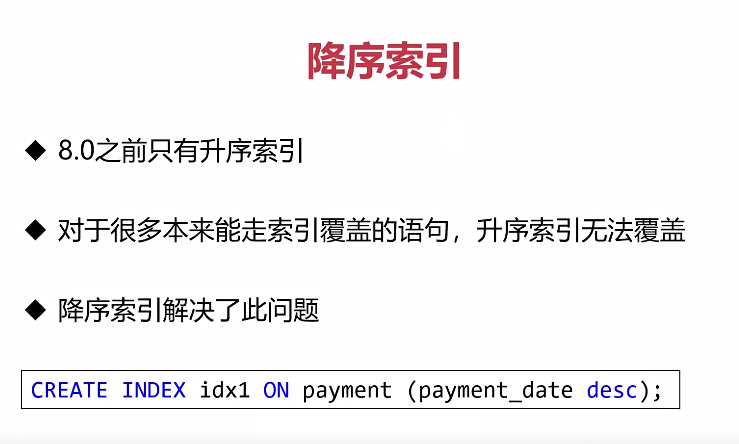 降序索引
◆ 8.0之前只有升序索引
◆ 对于很多本来能走索引覆盖的语句，升序索引无法覆盖
◆ 降序索引解决了此问题
CREATE INDEX idx1 ON payment (payment_date desc);